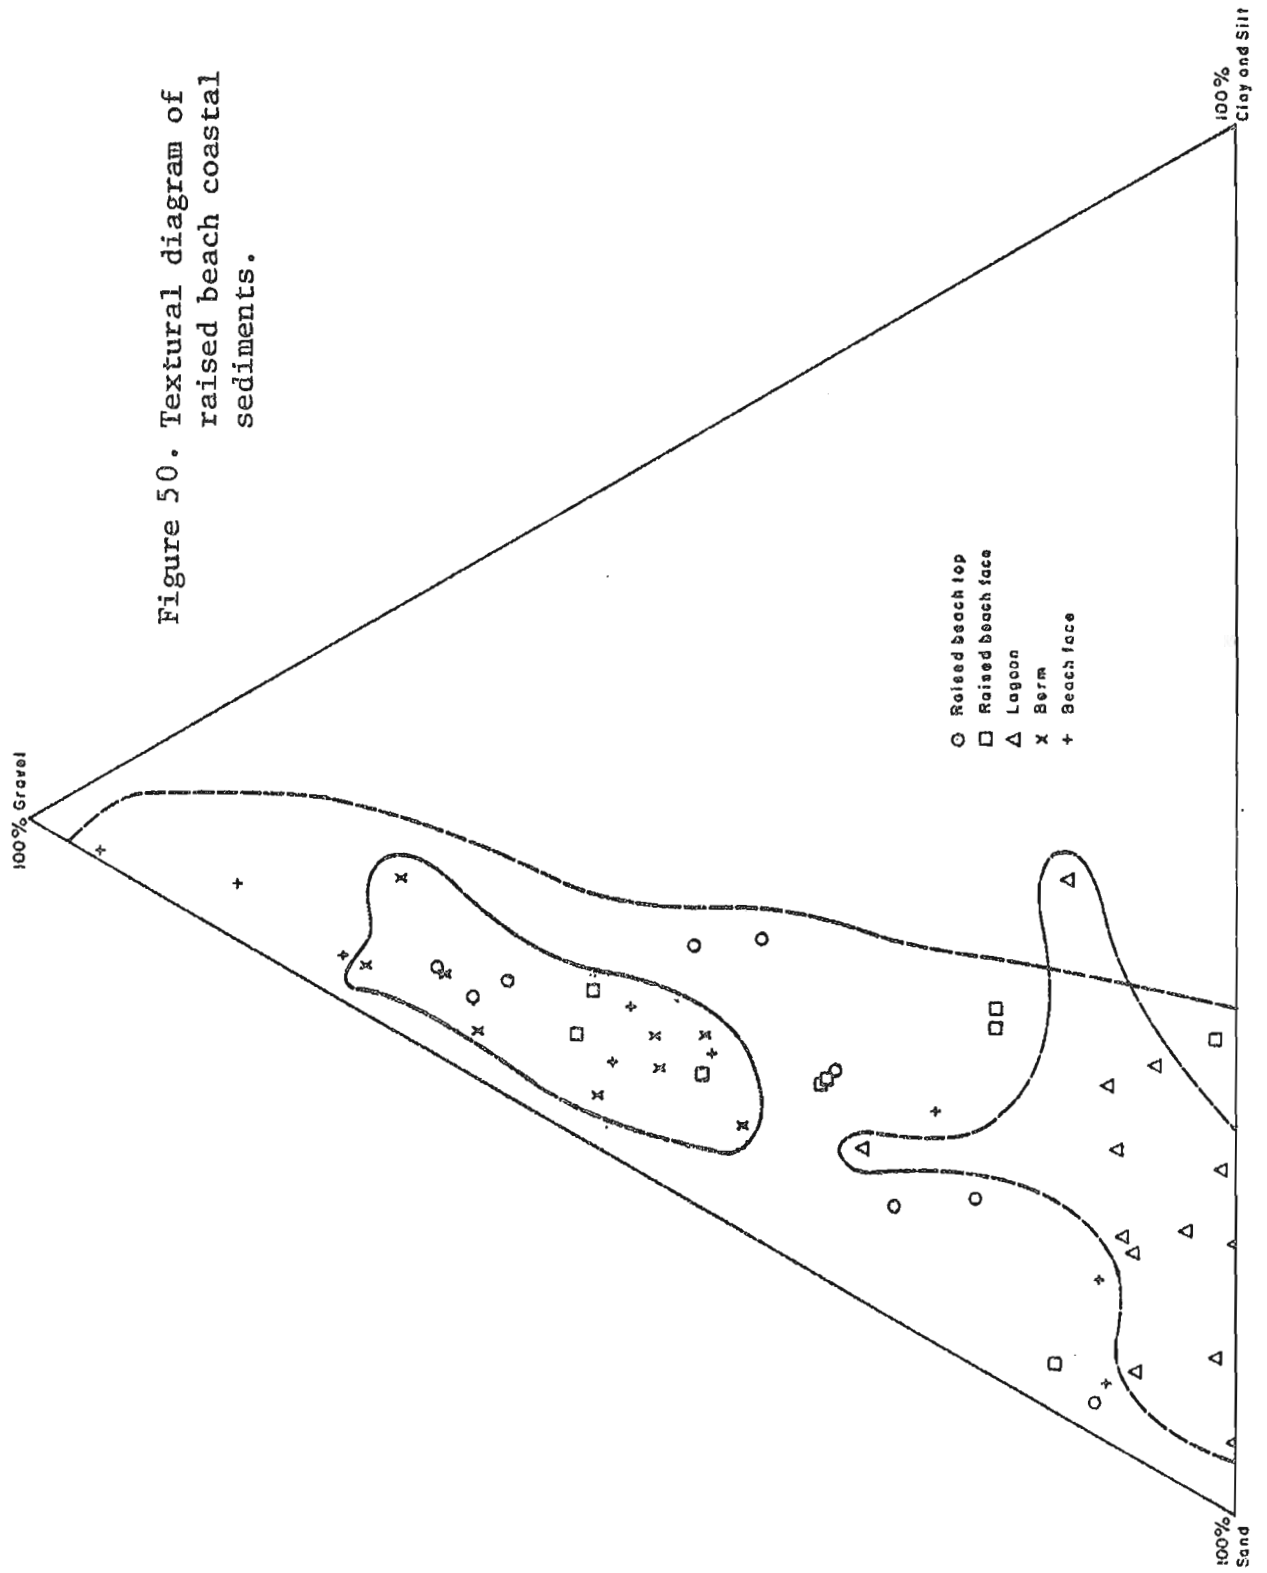 Figure 50. Textural diagram of
raised beach coastal
sediments.
100% Gravel
Raised beach top
Raised beach face
Lagoon
Berm
Beach face
100%
Sand
100%
Clay and Silt